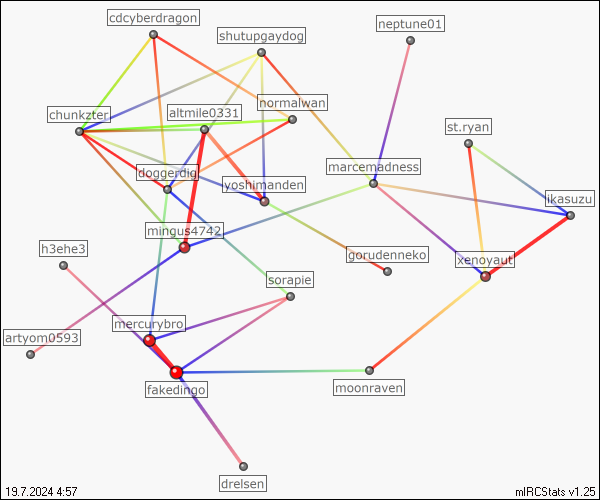 cdcyberdragon
neptune01
shutupgaydog
normalwan
chunkzter
altmile0331
st.ryan
marcemadness
doggerdig
yoshimanden
ikasuzu
mingus4742
h3ehe3
gorudenneko
xenoyaut
sorapie
mercurybro
artyom0593
fakedingo
moonraven
drelsen
19.7.2024 4:57
mIRCStats v1.25